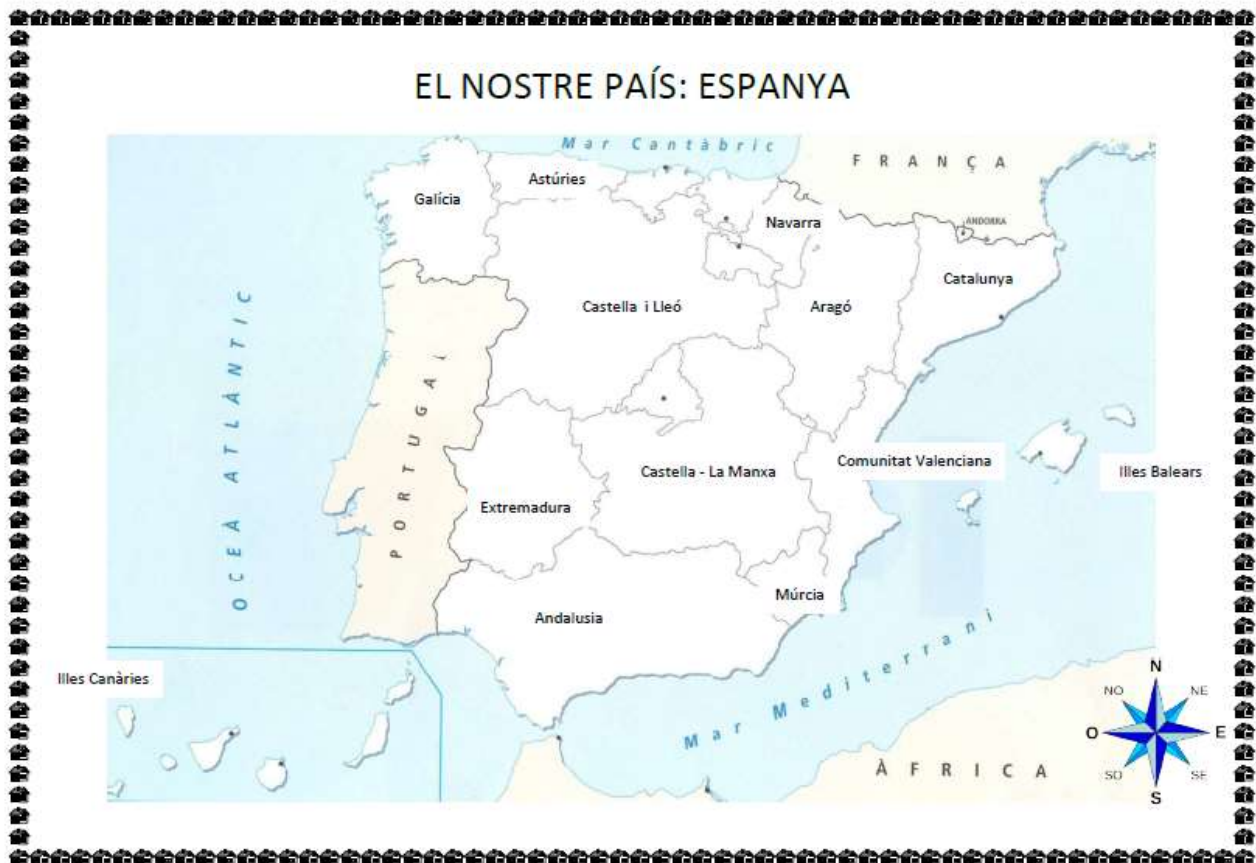 EL NOSTRE PAÍS: ESPANYA
Mar Cantàbric
FRANÇA
Astúries
Galícia
Navarra
ANDORRA
Catalunya
Castella i Lleó
Aragó
OCEÀ ATLÀNTIC
PORTUGAL
Comunitat Valenciana
Castella - La Manxa
Illes Balears
Extremadura
Múrcia
Andalusia
Mar Mediterrani
Illes Canàries
ÀFRICA
N
NO
NE
O
E
SO
SE
S